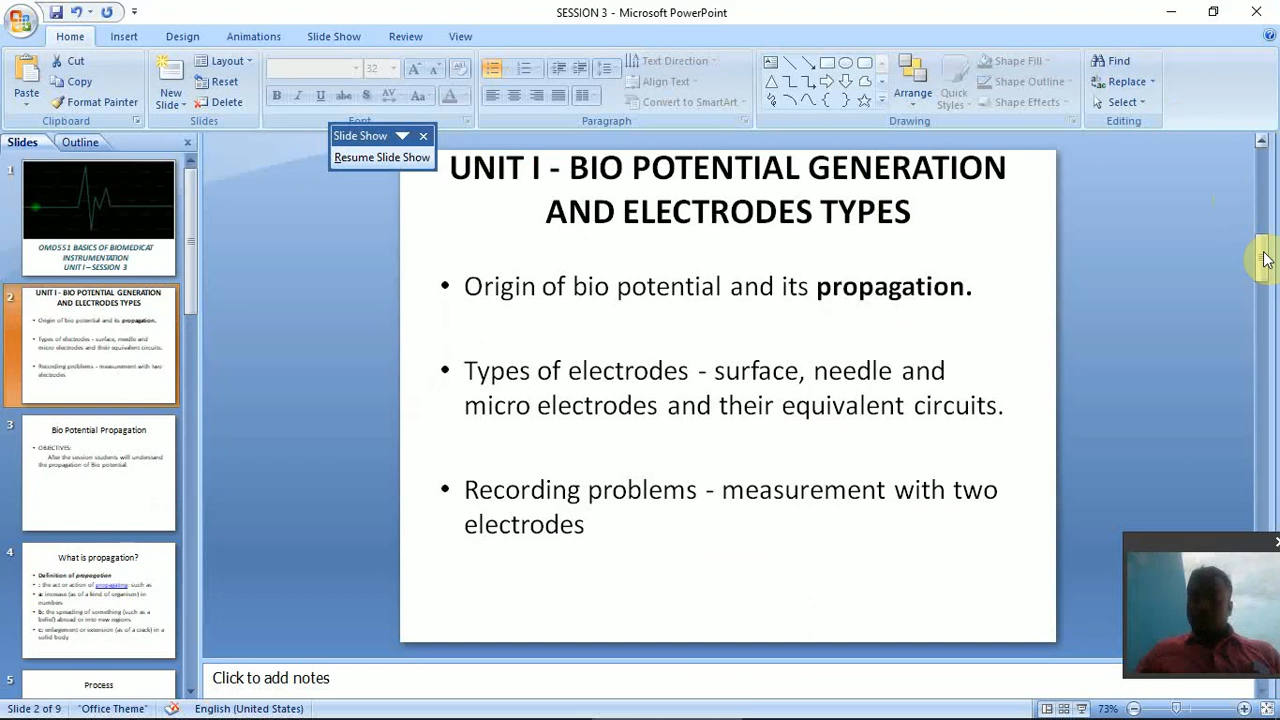 SESSION 3 - Microsoft PowerPoint
Home Insert Design Animations Slide Show Review View
Paste
Cut
Copy
Format Painter
Clipboard
New Slide
Layout
Reset
Delete
Slides
32
B I U abc S AV Aa A
Font
Text Direction
Align Text
Convert to SmartArt
Paragraph
Arrange
Quick Styles
Shape Fill
Shape Outline
Shape Effects
Drawing
Find
Replace
Select
Editing
Slide Show
Resume Slide Show
Slides Outline
1
OMD551 BASICS OF BIOMEDICAT
INSTRUMENTATION
UNIT I – SESSION 3
2
UNIT I - BIO POTENTIAL GENERATION
AND ELECTRODES TYPES
• Origin of bio potential and its propagation.
• Types of electrodes - surface, needle and
micro electrodes and their equivalent circuits.
• Recording problems - measurement with two
electrodes
3
Bio Potential Propagation
• OBJECTIVES:
After the session students will understand
the propagation of Bio potential.
4
What is propagation?
• Definition of propagation
• : the act or action of propagating: such as
• a: increase (as of a kind of organism) in
numbers
• b: the spreading of something (such as a
belief) abroad or into new regions
• c: enlargement or extension (as of a crack) in a
solid body
5
Process
UNIT I - BIO POTENTIAL GENERATION
AND ELECTRODES TYPES
• Origin of bio potential and its propagation.
• Types of electrodes - surface, needle and
micro electrodes and their equivalent circuits.
• Recording problems - measurement with two
electrodes
Click to add notes
Slide 2 of 9 "Office Theme" English (United States) 73%